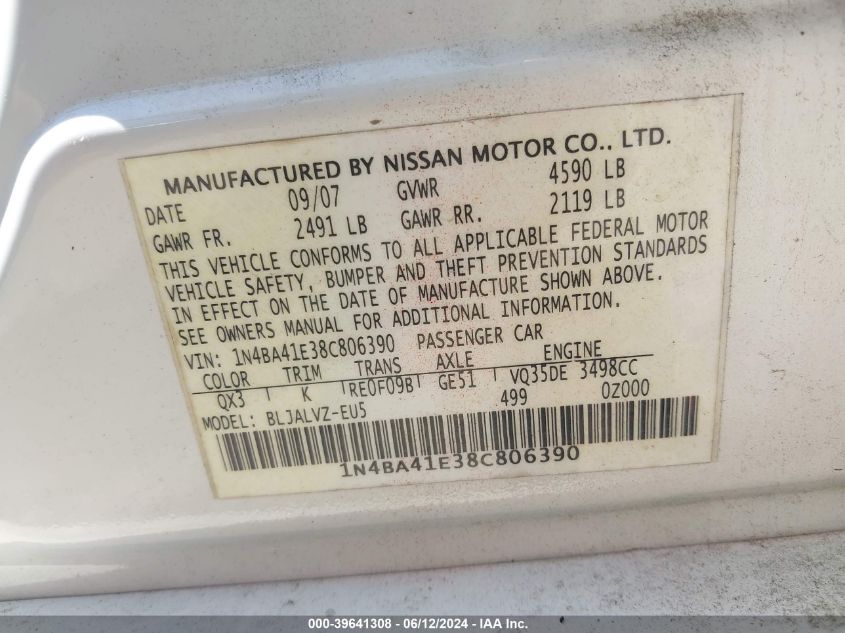 MANUFACTURED BY NISSAN MOTOR CO., LTD.
DATE 09/07 GVWR 4590 LB
GAWR FR. 2491 LB GAWR RR. 2119 LB
THIS VEHICLE CONFORMS TO ALL APPLICABLE FEDERAL MOTOR
VEHICLE SAFETY, BUMPER AND THEFT PREVENTION STANDARDS
IN EFFECT ON THE DATE OF MANUFACTURE SHOWN ABOVE.
SEE OWNERS MANUAL FOR ADDITIONAL INFORMATION.
VIN: 1N4BA41E38C806390 PASSENGER CAR
COLOR TRIM TRANS AXLE ENGINE
QX3 K RE0F09B GE51 VQ35DE 3498CC
MODEL: BLJALVZ-EU5 499 0Z000
1N4BA41E38C806390
000-39641308 - 06/12/2024 - IAA Inc.